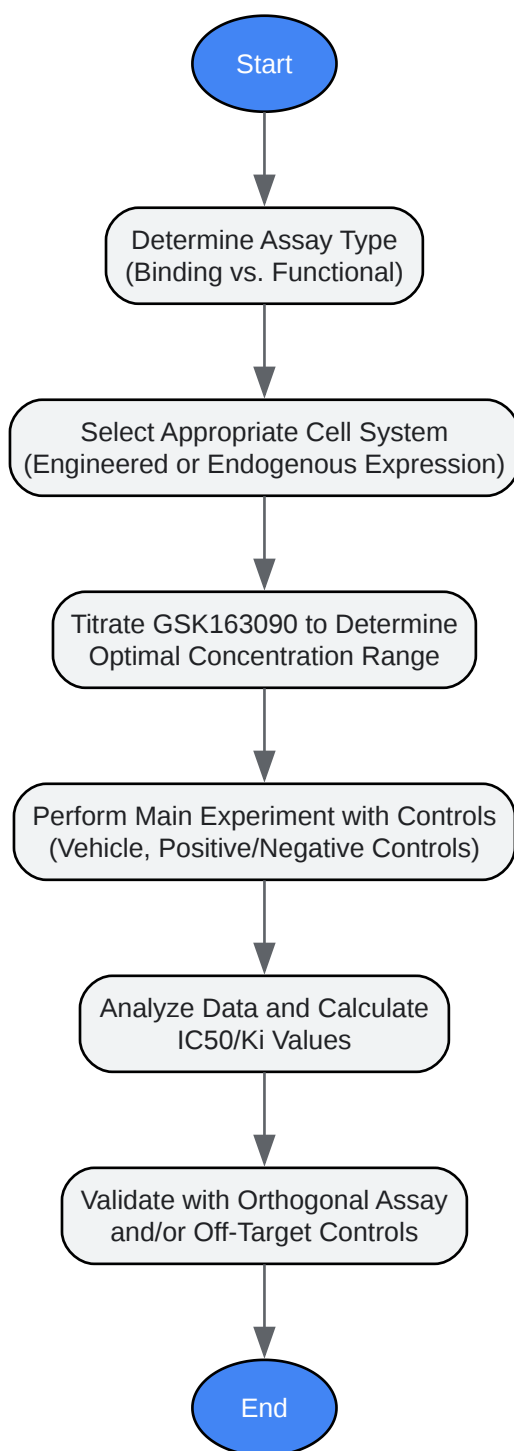 Start
Determine Assay Type
(Binding vs. Functional)
Select Appropriate Cell System
(Engineered or Endogenous Expression)
Titrate GSK163090 to Determine
Optimal Concentration Range
Perform Main Experiment with Controls
(Vehicle, Positive/Negative Controls)
Analyze Data and Calculate
IC50/Ki Values
Validate with Orthogonal Assay
and/or Off-Target Controls
End